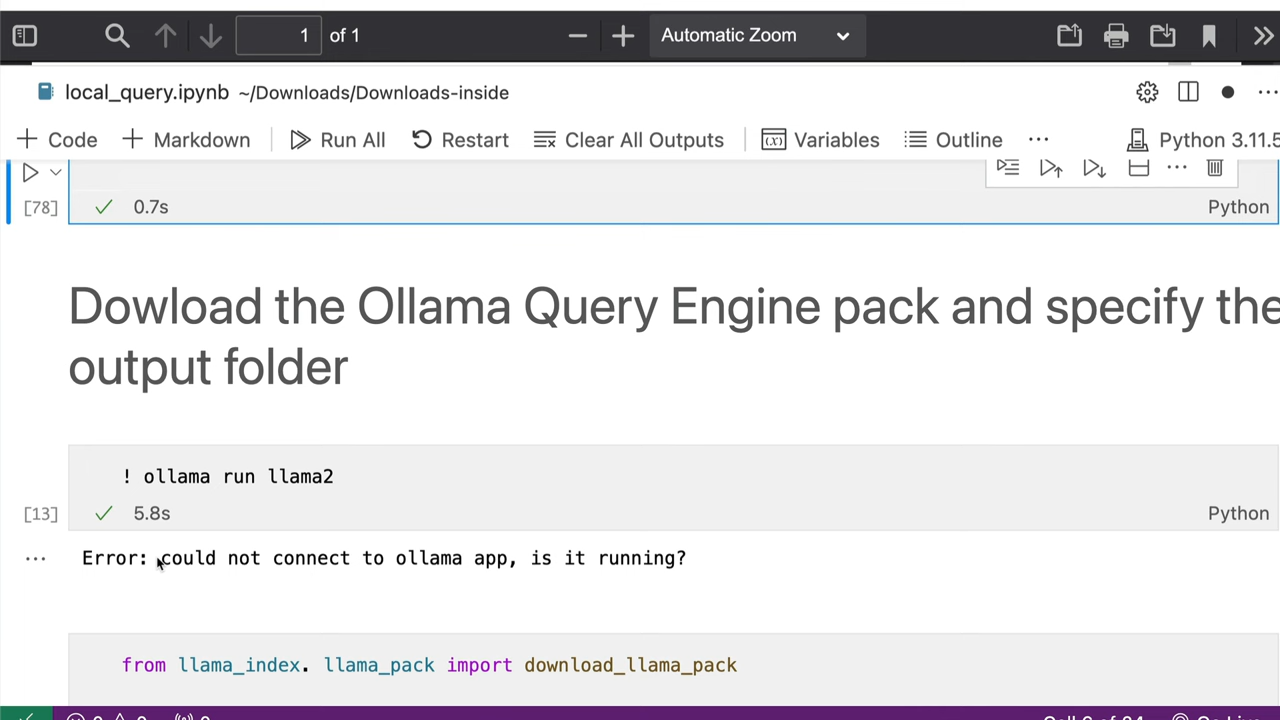 1 of 1 Automatic Zoom
local_query.ipynb ~/Downloads/Downloads-inside
Code Markdown Run All Restart Clear All Outputs Variables Outline ... Python 3.11.5
[78] 0.7s Python
Dowload the Ollama Query Engine pack and specify the
output folder
! ollama run llama2
[13] 5.8s Python
... Error: could not connect to ollama app, is it running?
from llama_index. llama_pack import download_llama_pack